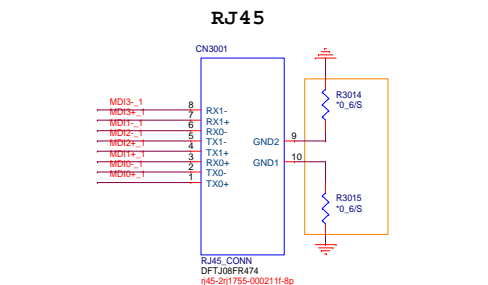 RJ45
CN3001
MDI3-_1
8
RX1-
MDI3+_1
7
RX1+
MDI1-_1
6
RX0-
MDI2-_1
5
TX1-
MDI2+_1
4
TX1+
MDI1+_1
3
RX0+
MDI0-_1
2
TX0-
MDI0+_1
1
TX0+
GND2
9
GND1
10
R3014
*0_6/S
R3015
*0_6/S
RJ45_CONN
DFTJ08FR474
rj45-2rj1755-000211f-8p